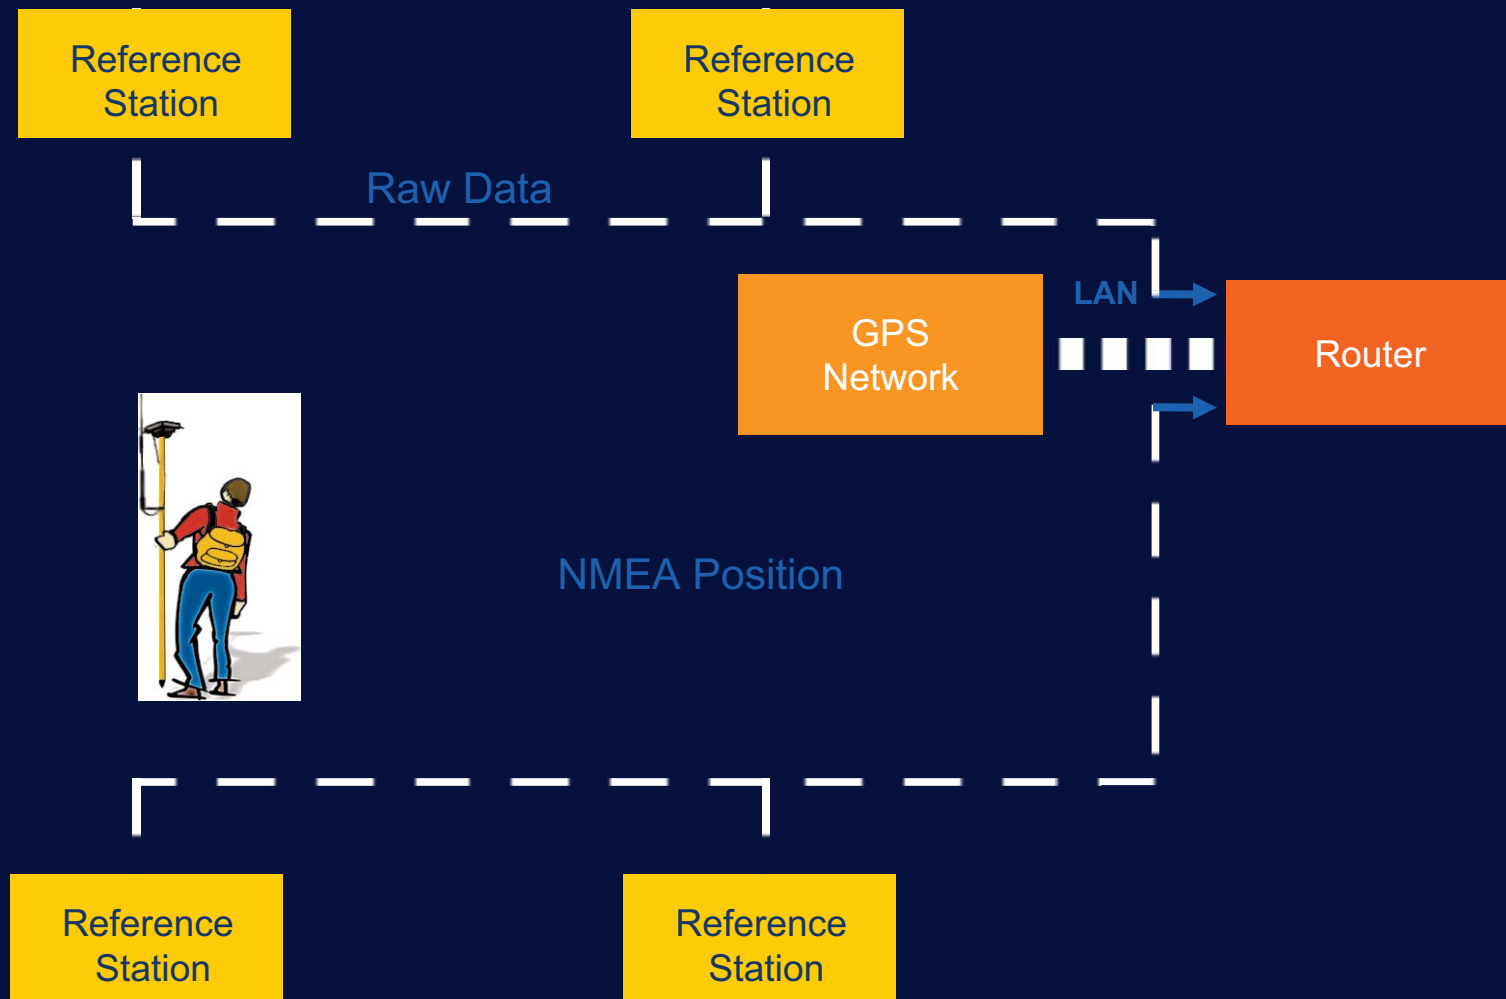 Reference
Station
Reference
Station
Raw Data
LAN
GPS
Network
Router
NMEA Position
Reference
Station
Reference
Station